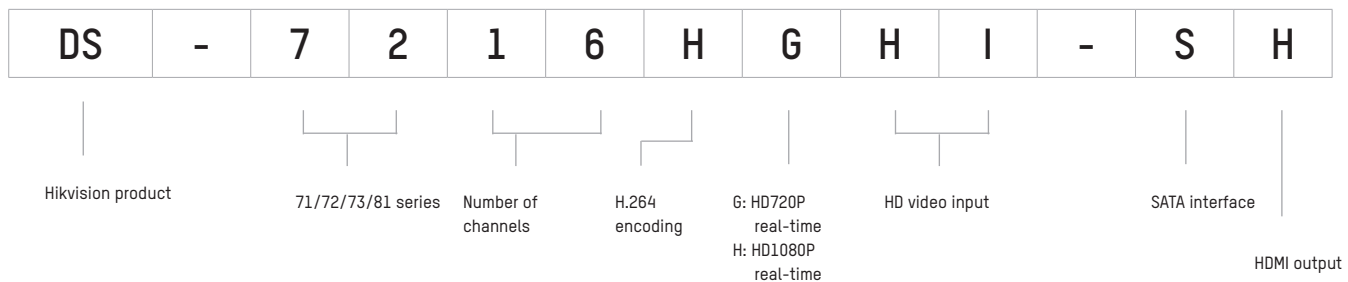 DS - 7 2 1 6 H G H I - S H
Hikvision product
71/72/73/81 series
Number of
channels
H.264
encoding
G: HD720P
real-time
H: HD1080P
real-time
HD video input
SATA interface
HDMI output